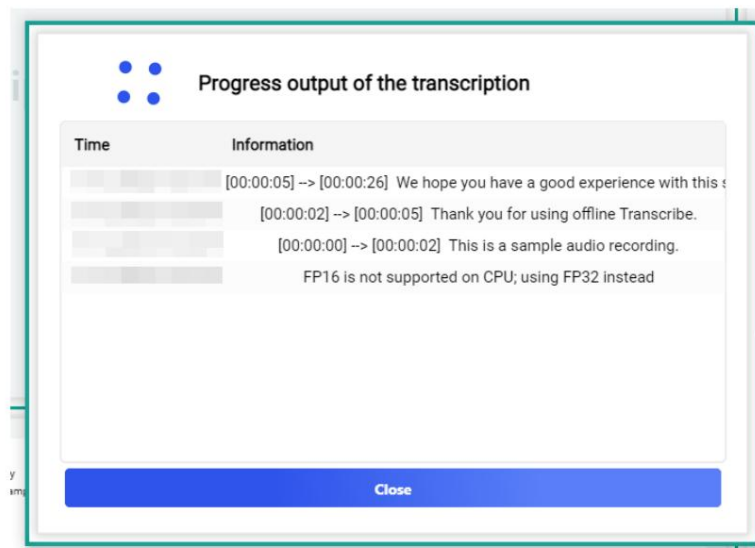 Progress output of the transcription
Time Information
[00:00:05] --> [00:00:26] We hope you have a good experience with this
[00:00:02] --> [00:00:05] Thank you for using offline Transcribe.
[00:00:00] --> [00:00:02] This is a sample audio recording.
FP16 is not supported on CPU; using FP32 instead
Close